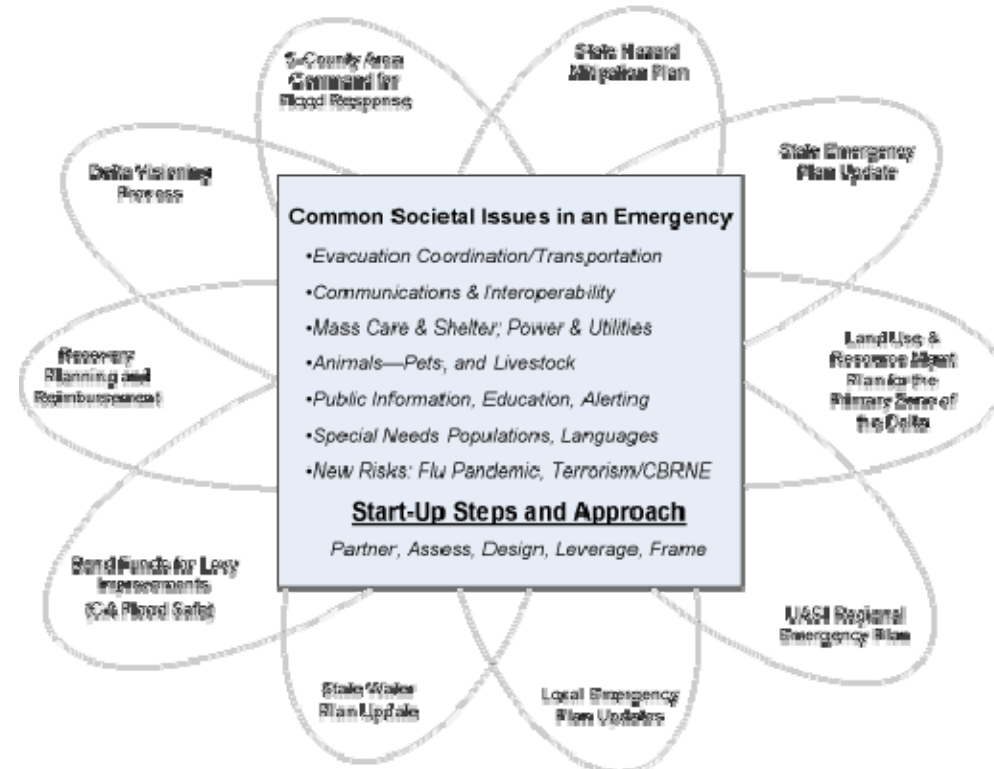 5-County Area
Command for
Flood Response
State Hazard
Mitigation Plan
Delta Visioning
Process
State Emergency
Plan Update
Common Societal Issues in an Emergency
•Evacuation Coordination/Transportation
•Communications & Interoperability
•Mass Care & Shelter; Power & Utilities
•Animals—Pets, and Livestock
•Public Information, Education, Alerting
•Special Needs Populations, Languages
•New Risks: Flu Pandemic, Terrorism/CBRNE
Start-Up Steps and Approach
Partner, Assess, Design, Leverage, Frame
Recovery
Planning and
Reimbursement
Land Use &
Resource Mgmt
Plan for the
Primary Zone of
the Delta
Bond Funds for Levy
Improvements
(CA Flood Safe)
UASI Regional
Emergency Plan
State Water
Plan Update
Local Emergency
Plan Updates